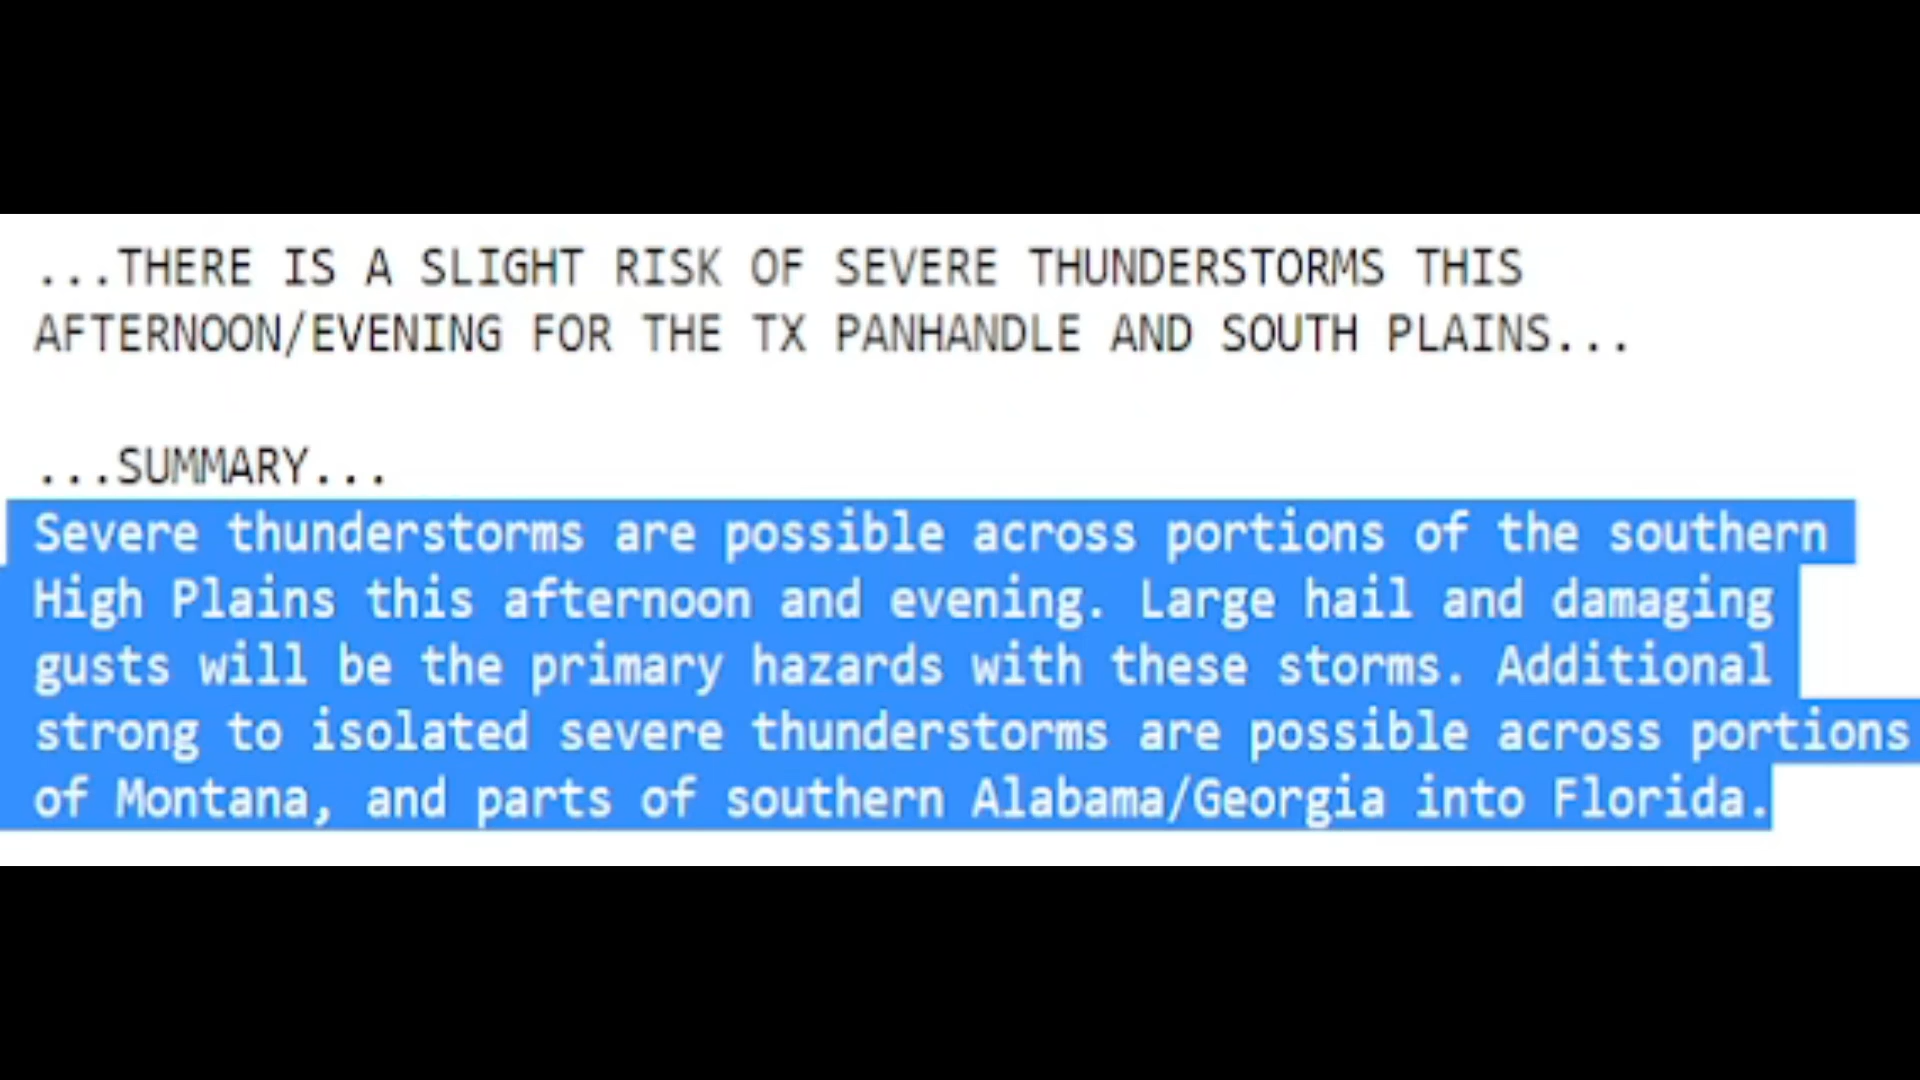 ...THERE IS A SLIGHT RISK OF SEVERE THUNDERSTORMS THIS
AFTERNOON/EVENING FOR THE TX PANHANDLE AND SOUTH PLAINS...
...SUMMARY...
Severe thunderstorms are possible across portions of the southern
High Plains this afternoon and evening. Large hail and damaging
gusts will be the primary hazards with these storms. Additional
strong to isolated severe thunderstorms are possible across portions
of Montana, and parts of southern Alabama/Georgia into Florida.